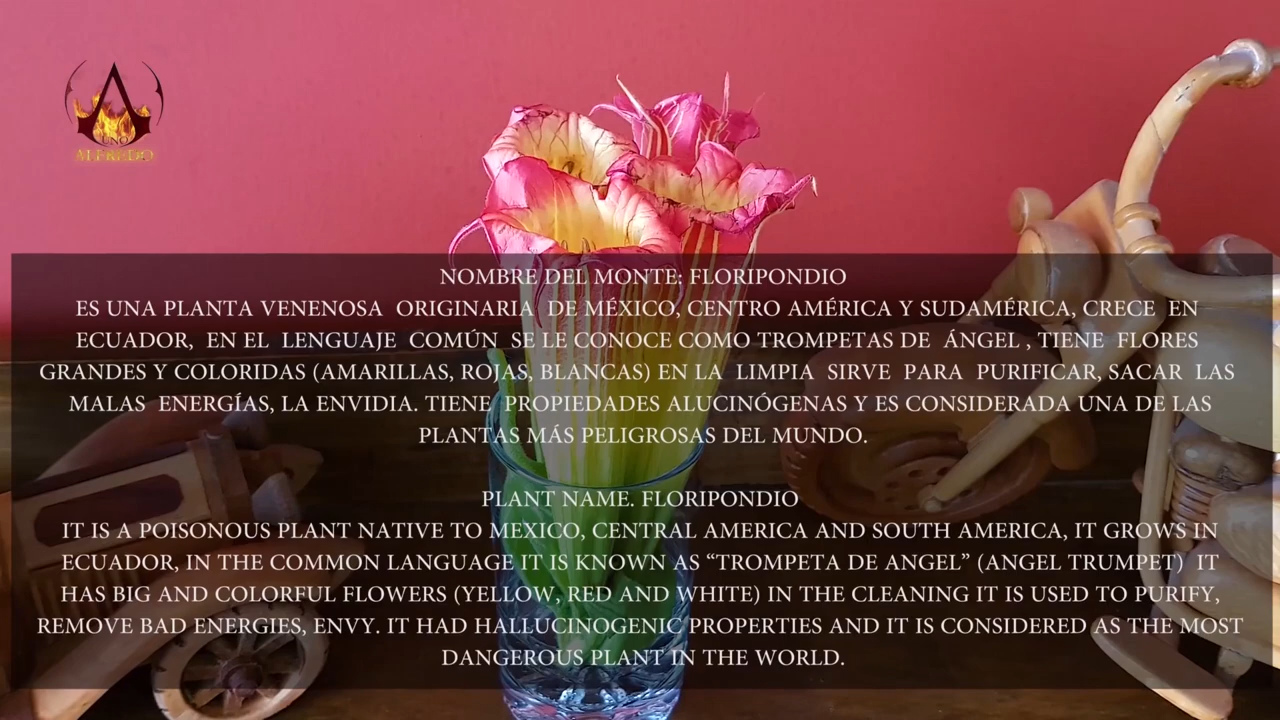 UNO
ALFREDO
NOMBRE DEL MONTE: FLORIPONDIO
ES UNA PLANTA VENENOSA ORIGINARIA DE MÉXICO, CENTRO AMÉRICA Y SUDAMÉRICA, CRECE EN
ECUADOR, EN EL LENGUAJE COMÚN SE LE CONOCE COMO TROMPETAS DE ÁNGEL , TIENE FLORES
GRANDES Y COLORIDAS (AMARILLAS, ROJAS, BLANCAS) EN LA LIMPIA SIRVE PARA PURIFICAR, SACAR LAS
MALAS ENERGÍAS, LA ENVIDIA. TIENE PROPIEDADES ALUCINÓGENAS Y ES CONSIDERADA UNA DE LAS
PLANTAS MÁS PELIGROSAS DEL MUNDO.
PLANT NAME. FLORIPONDIO
IT IS A POISONOUS PLANT NATIVE TO MEXICO, CENTRAL AMERICA AND SOUTH AMERICA, IT GROWS IN
ECUADOR, IN THE COMMON LANGUAGE IT IS KNOWN AS “TROMPETA DE ANGEL” (ANGEL TRUMPET) IT
HAS BIG AND COLORFUL FLOWERS (YELLOW, RED AND WHITE) IN THE CLEANING IT IS USED TO PURIFY,
REMOVE BAD ENERGIES, ENVY. IT HAD HALLUCINOGENIC PROPERTIES AND IT IS CONSIDERED AS THE MOST
DANGEROUS PLANT IN THE WORLD.